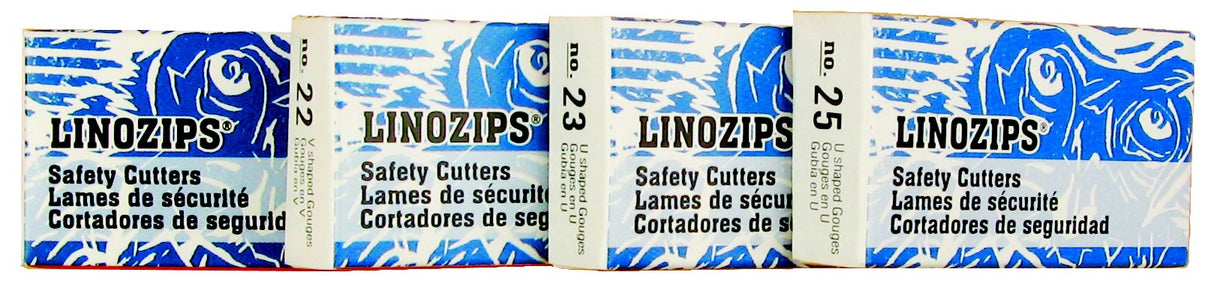 LINOZIPS®
Safety Cutters
Lames de sécurité
Cortadores de segurid
no. 22
V shaped Gouges
Gouges en V
Gubia en V
LINOZIPS®
Safety Cutters
Lames de sécurité
Cortadores de seg
no. 23
U shaped Gouges
Gouges en U
Gubia en U
LINOZIPS
Safety Cutters
Lames de sécur
Cortadores de s
no. 25
U shaped Gouges
Gouges en U
Gubia en U
LINOZIPS®
Safety Cutters
Lames de sécurité
Cortadores de seguridad